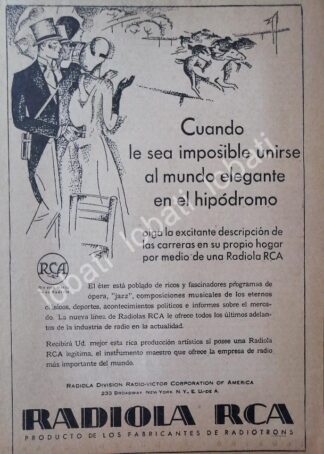 Cuando
le sea imposible unirse
al mundo elegante
en el hipódromo
oiga la excitante descripción de
las carreras en su propio hogar
por medio de una Radiola RCA
RCA
El éter está poblado de ricos y fascinadores programas de
ópera, "jazz", composiciones musicales de los eternos
clásicos, deportes, acontecimientos políticos e informes sobre el merca-
do. La nueva línea de Radiolas RCA le ofrece todos los últimos adelan-
tos de la industria de radio en la actualidad.
Recibirá Ud. mejor esta rica producción artística si posee una Radiola
RCA legítima, el instrumento maestro que ofrece la empresa de radio
más importante del mundo.
RADIOLA DIVISION RADIO-VICTOR CORPORATION OF AMERICA
233 BROADWAY, NEW YORK, N. Y., E. U. DE A.
RADIOLA RCA
PRODUCTO DE LOS FABRICANTES DE RADIOTRONS
lobati lobati lobati lobati